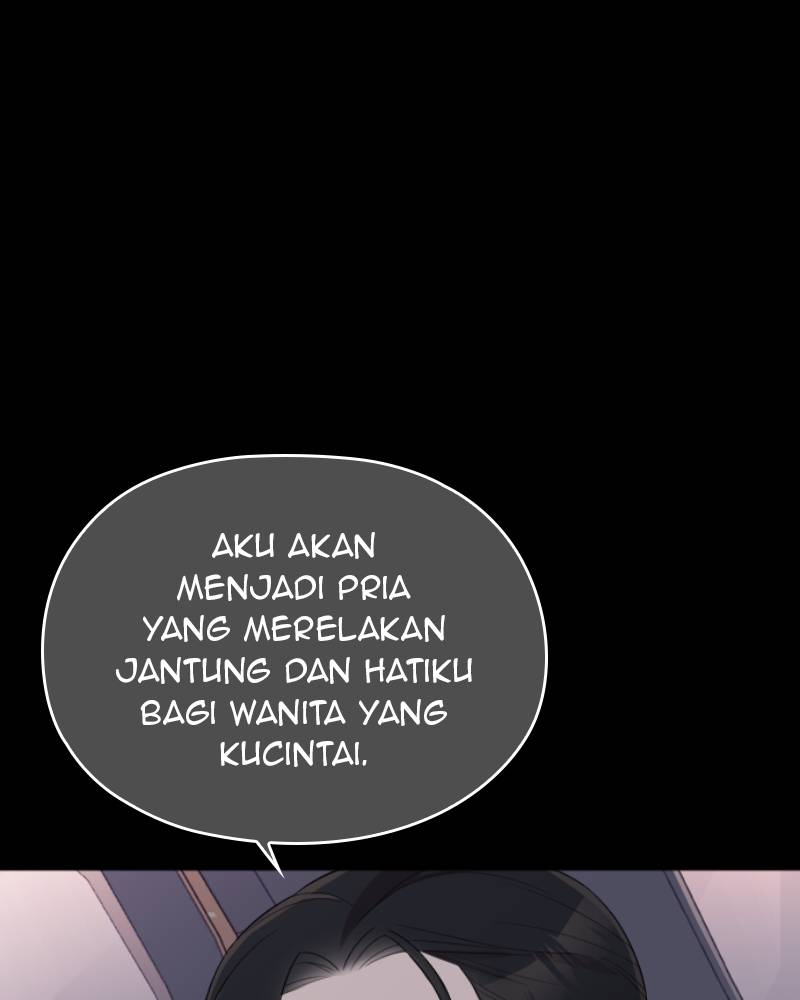 AKU AKAN
MENJADI PRIA
YANG MERELAKAN
JANTUNG DAN HATIKU
BAGI WANITA YANG
KUCINTAI.